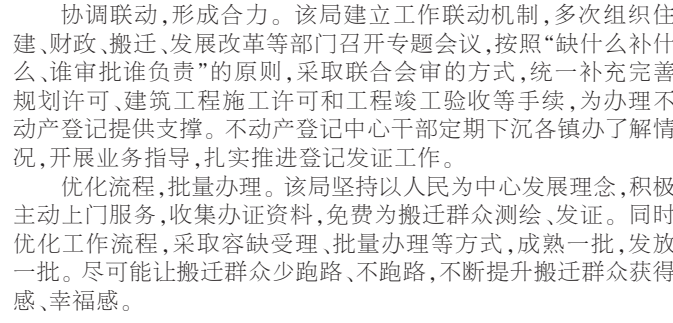 协调联动,形成合力。该局建立工作联动机制,多次组织住
建、财政、搬迁、发展改革等部门召开专题会议,按照“缺什么补什
么、谁审批谁负责”的原则,采取联合会审的方式,统一补充完善
规划许可、建筑工程施工许可和工程竣工验收等手续,为办理不
动产登记提供支撑。不动产登记中心干部定期下沉各镇办了解情
况,开展业务指导,扎实推进登记发证工作。
优化流程,批量办理。该局坚持以人民为中心发展理念,积极
主动上门服务,收集办证资料,免费为搬迁群众测绘、发证。同时
优化工作流程,采取容缺受理、批量办理等方式,成熟一批,发放
一批。尽可能让搬迁群众少跑路、不跑路,不断提升搬迁群众获得
感、幸福感。